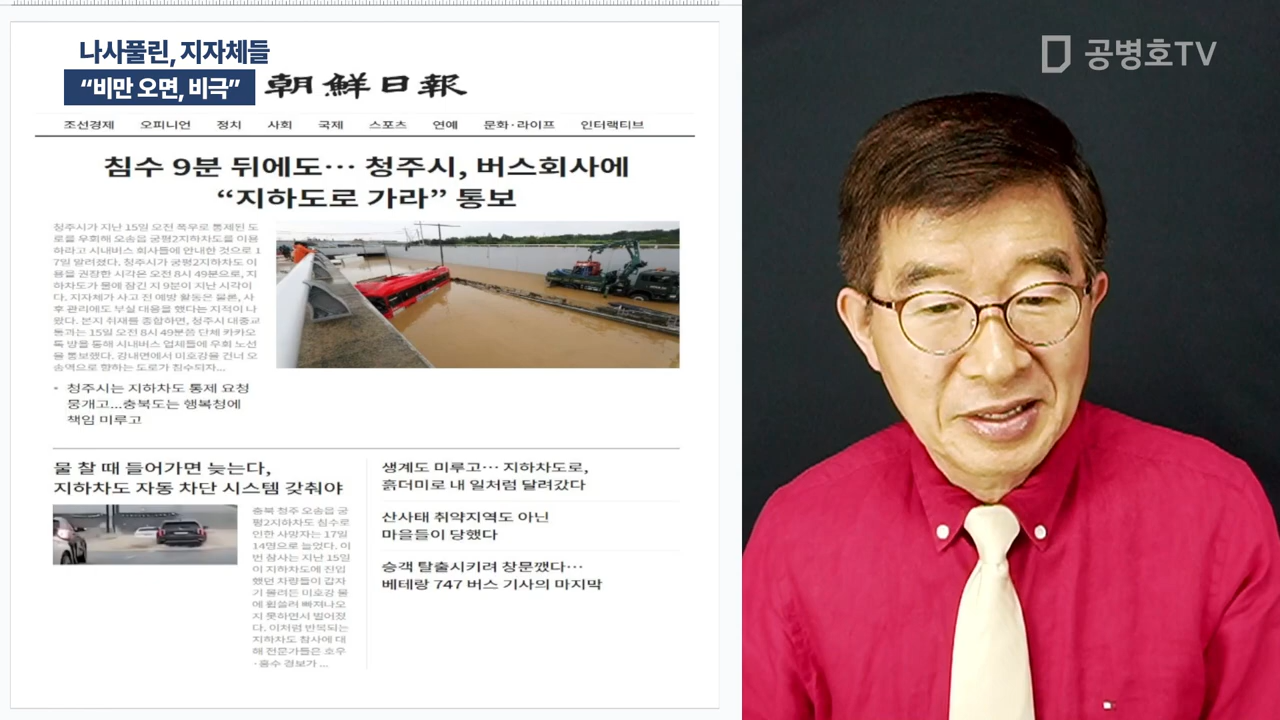 나사풀린, 지자체들
“비만 오면, 비극”
朝鮮日報
공병호TV
조선경제 오피니언 정치 사회 국제 스포츠 연예 문화·라이프 인터랙티브
침수 9분 뒤에도… 청주시, 버스회사에
“지하도로 가라” 통보
청주시가 지난 15일 오전 폭우로 통제된 도
로를 우회해 오송읍 궁평2지하차도를 이용
하라고 시내버스 회사들에 안내한 것으로 1
7일 알려졌다. 청주시가 궁평2지하차도 이
용을 권장한 시각은 오전 8시 49분으로, 지
하차도가 물에 잠긴 지 9분이 지난 시각이
다. 지자체가 사고 전 예방 활동은 물론, 사
후 관리에도 부실 대응을 했다는 지적이 나
왔다. 본지 취재를 종합하면, 청주시 대중교
통과는 15일 오전 8시 49분쯤 단체 카카오
톡 방을 통해 시내버스 업체들에 우회 노선
을 통보했다. 강내면에서 미호강을 건너 오
송역으로 향하는 도로가 침수되자...
• 청주시는 지하차도 통제 요청
뭉개고...충북도는 행복청에
책임 미루고
물 찰 때 들어가면 늦는다,
지하차도 자동 차단 시스템 갖춰야
충북 청주 오송읍 궁
평2지하차도 침수로
인한 사망자는 17일
14명으로 늘었다. 이
번 참사는 지난 15일
이 지하차도에 진입
했던 차량들이 갑자
기 몰려든 미호강 물
에 휩쓸려 빠져나오
지 못하면서 벌어졌
다. 이처럼 반복되는
지하차도 참사에 대
해 전문가들은 호우
·홍수 경보가 ...
생계도 미루고… 지하차도로,
흙더미로 내 일처럼 달려갔다
산사태 취약지역도 아닌
마을들이 당했다
승객 탈출시키려 창문깼다…
베테랑 747 버스 기사의 마지막